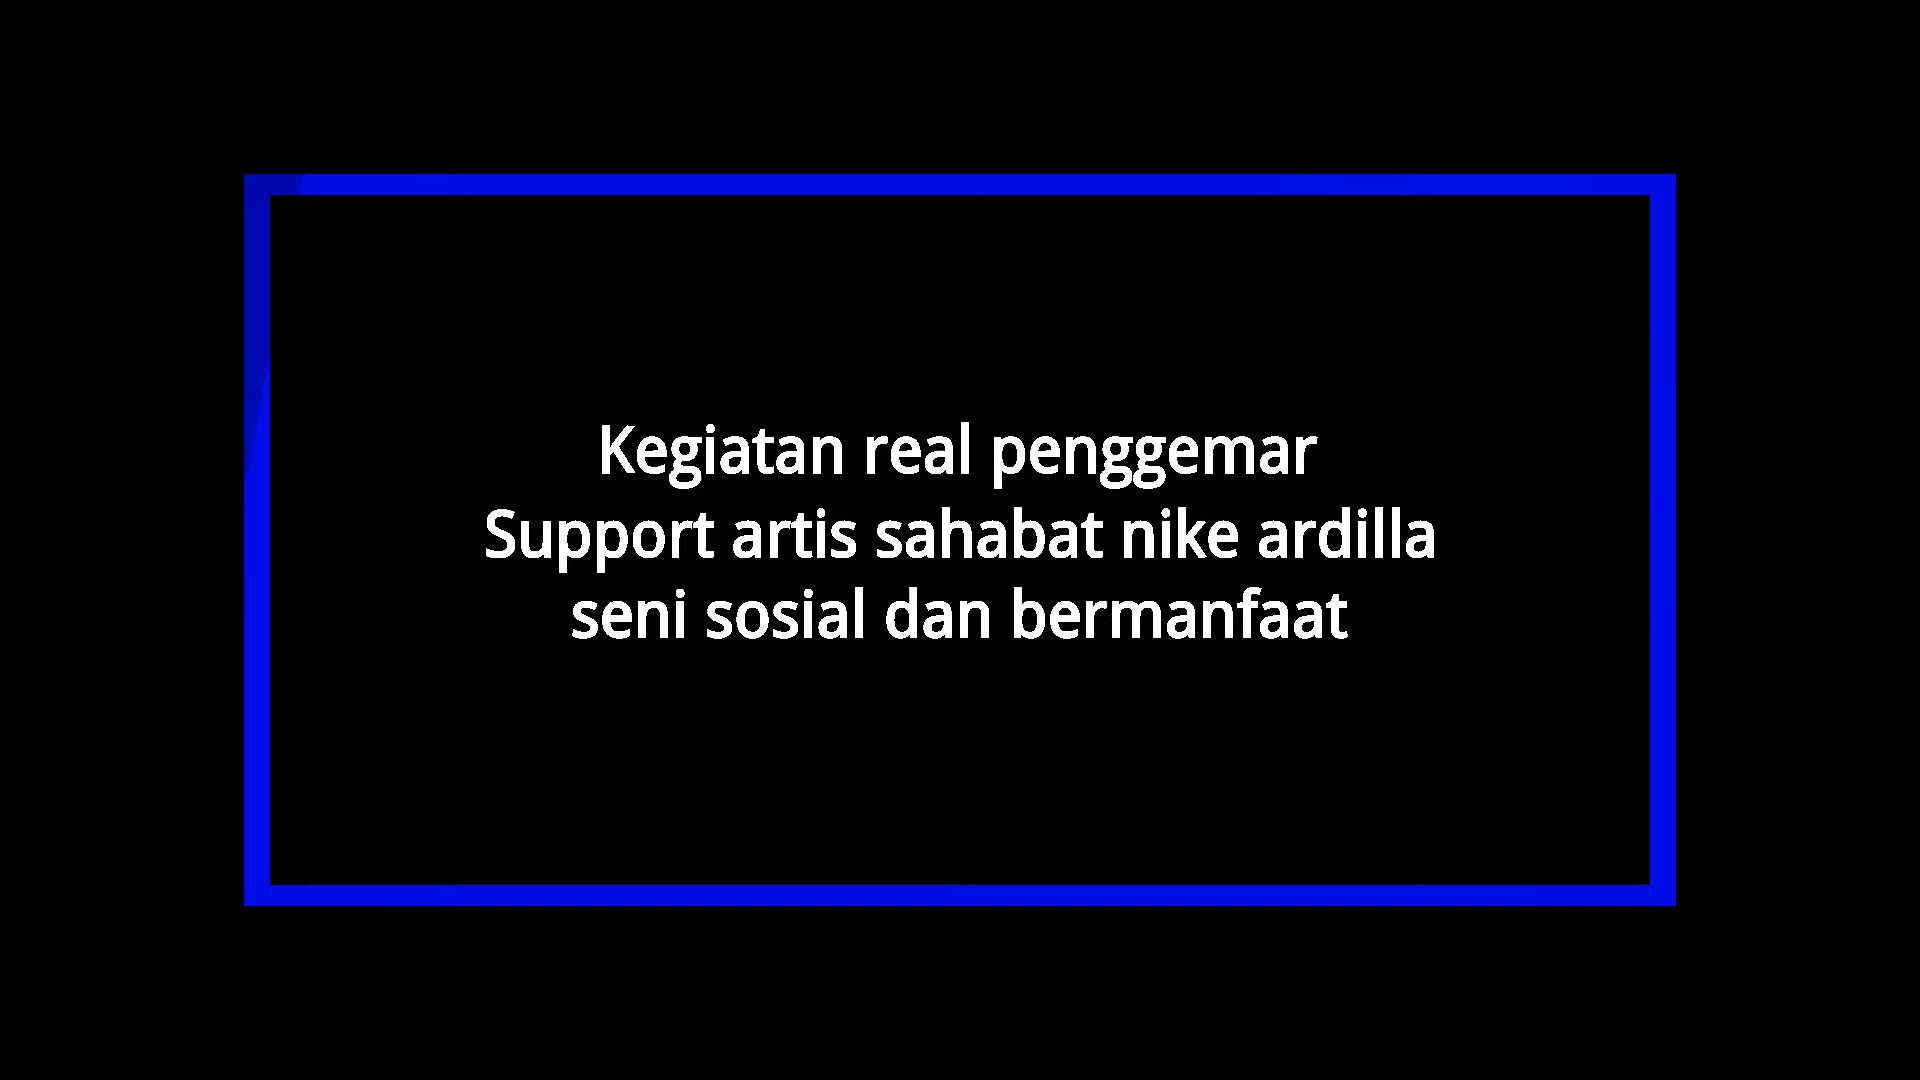 Kegiatan real penggemar
Support artis sahabat nike ardilla
seni sosial dan bermanfaat